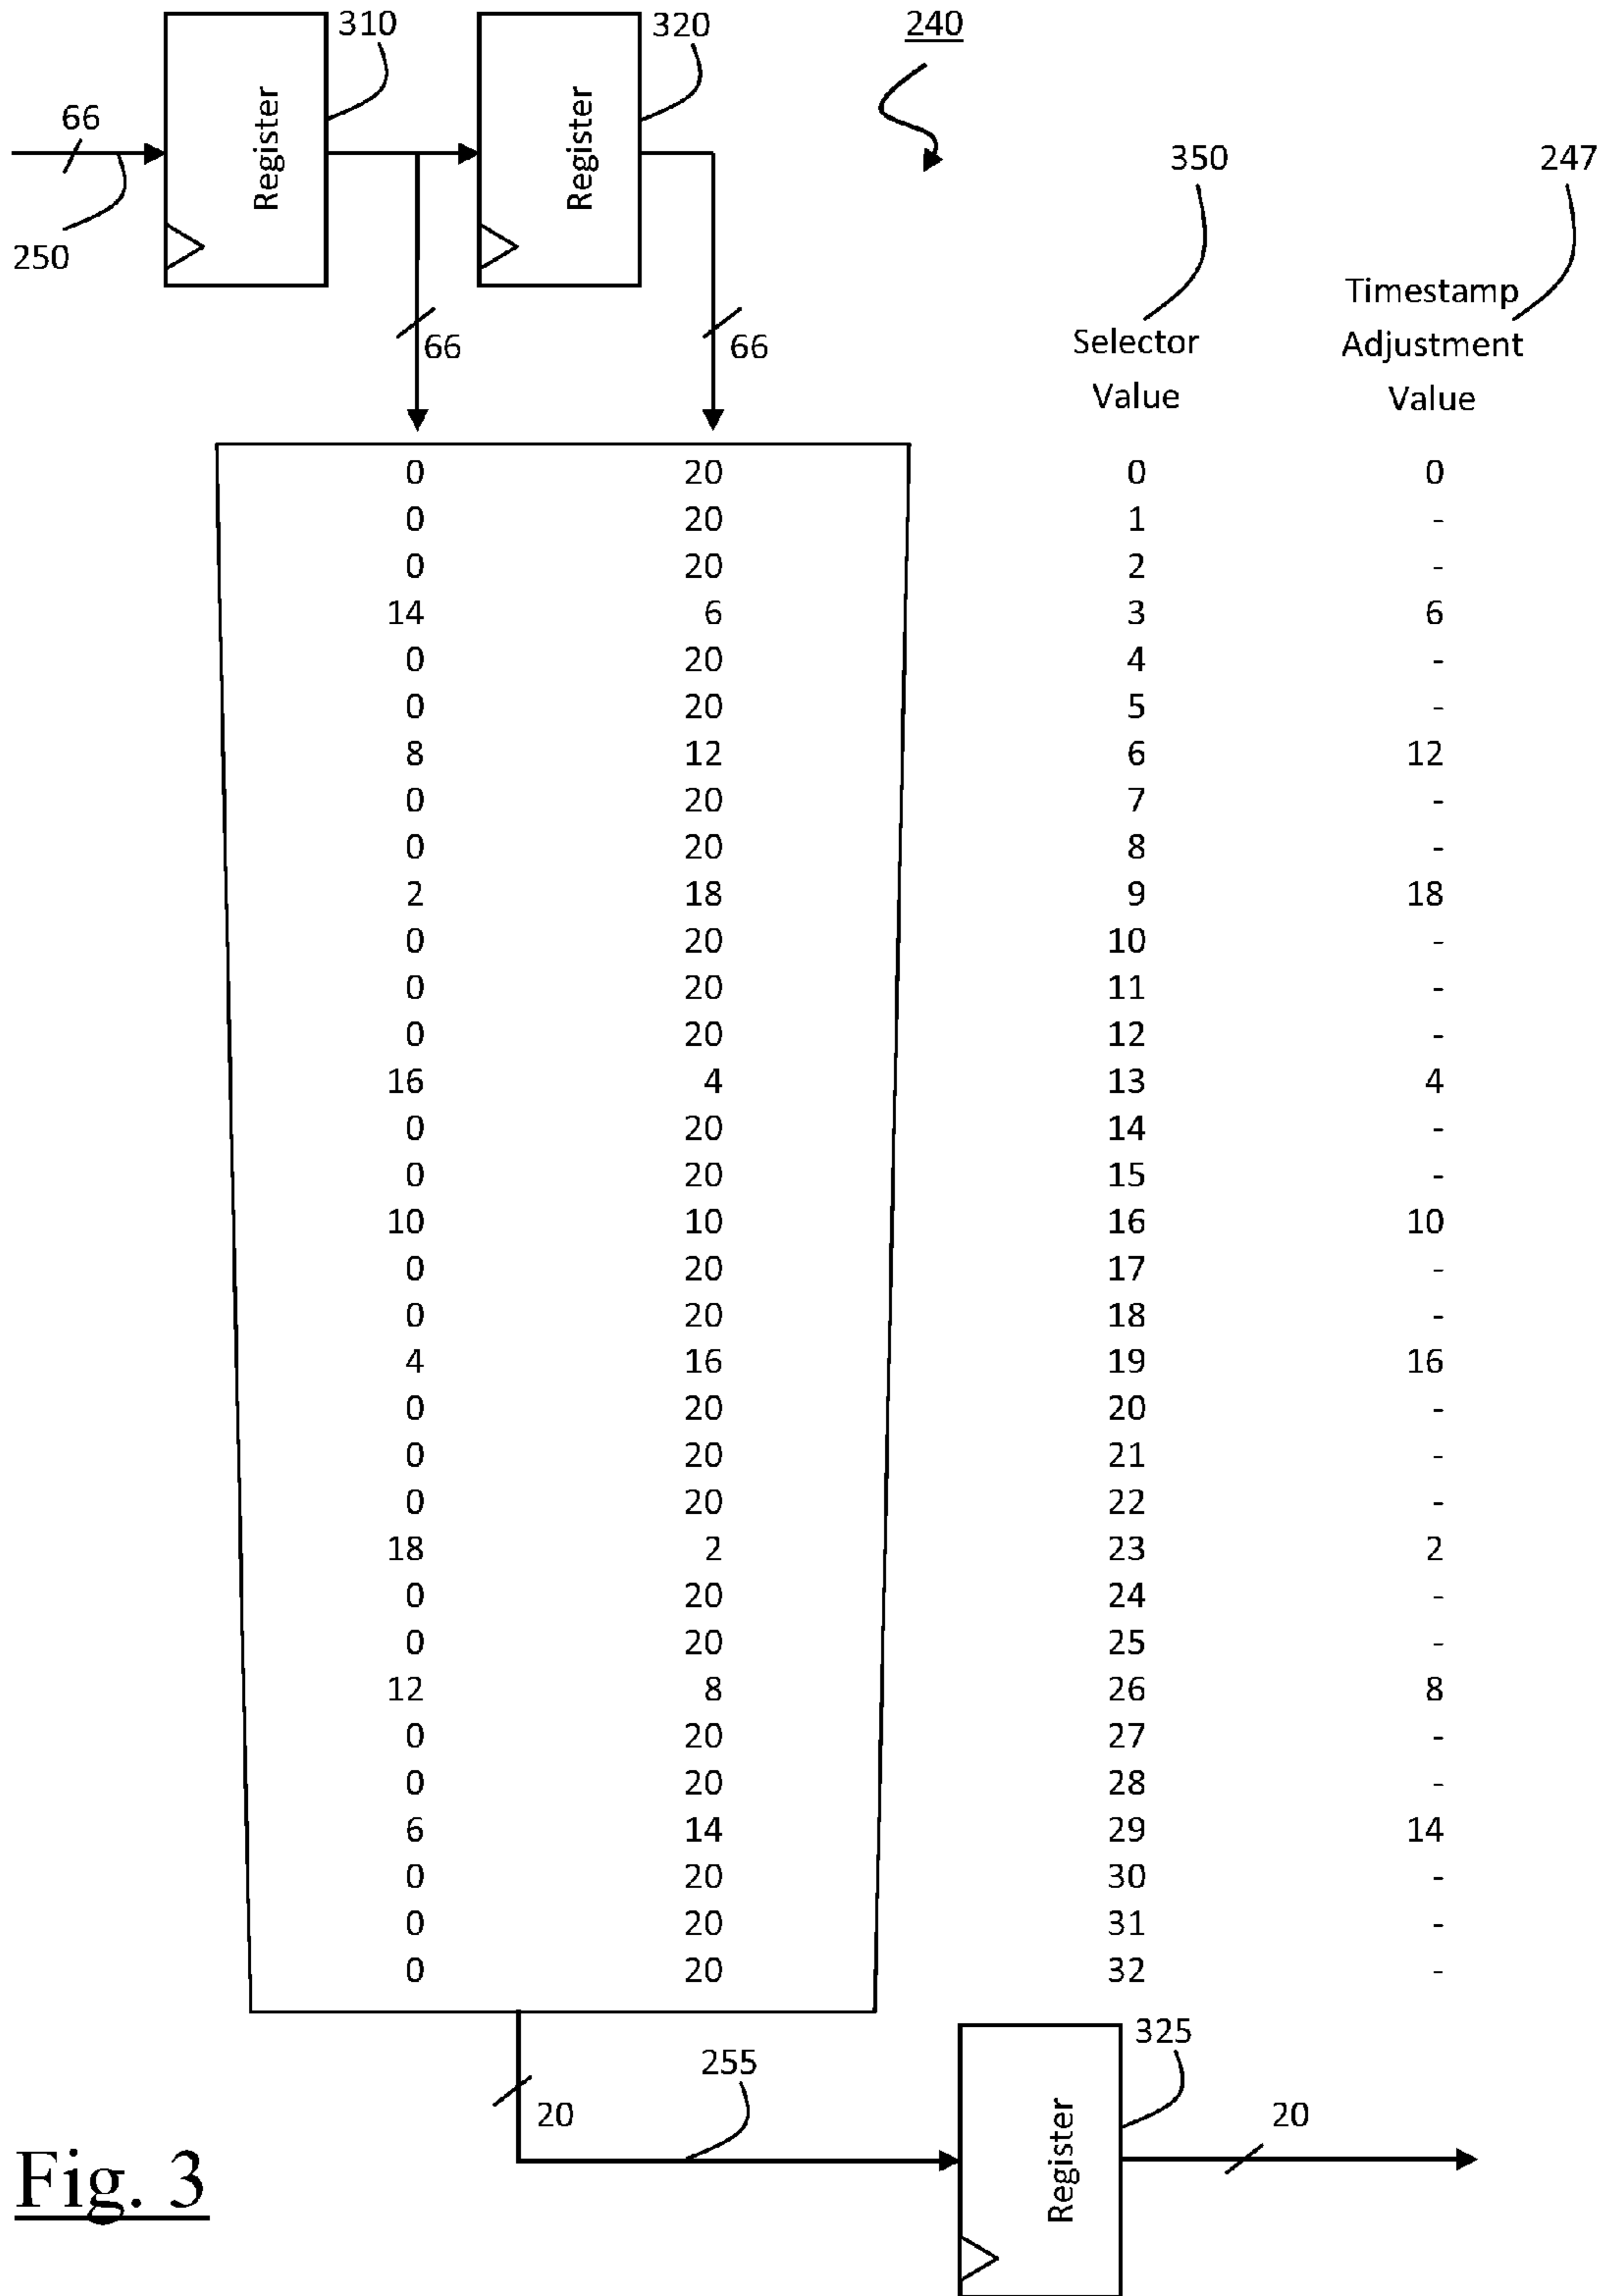 310
320
240
66
Register
Register
350
247
250
66
66
Timestamp
Selector Adjustment
Value Value
0 20 0 0
0 20 1 -
0 20 2 -
14 6 3 6
0 20 4 -
0 20 5 -
8 12 6 12
0 20 7 -
0 20 8 -
2 18 9 18
0 20 10 -
0 20 11 -
0 20 12 -
16 4 13 4
0 20 14 -
0 20 15 -
10 10 16 10
0 20 17 -
0 20 18 -
4 16 19 16
0 20 20 -
0 20 21 -
0 20 22 -
18 2 23 2
0 20 24 -
0 20 25 -
12 8 26 8
0 20 27 -
0 20 28 -
6 14 29 14
0 20 30 -
0 20 31 -
0 20 32 -
325
255
20
20
Register
Fig. 3